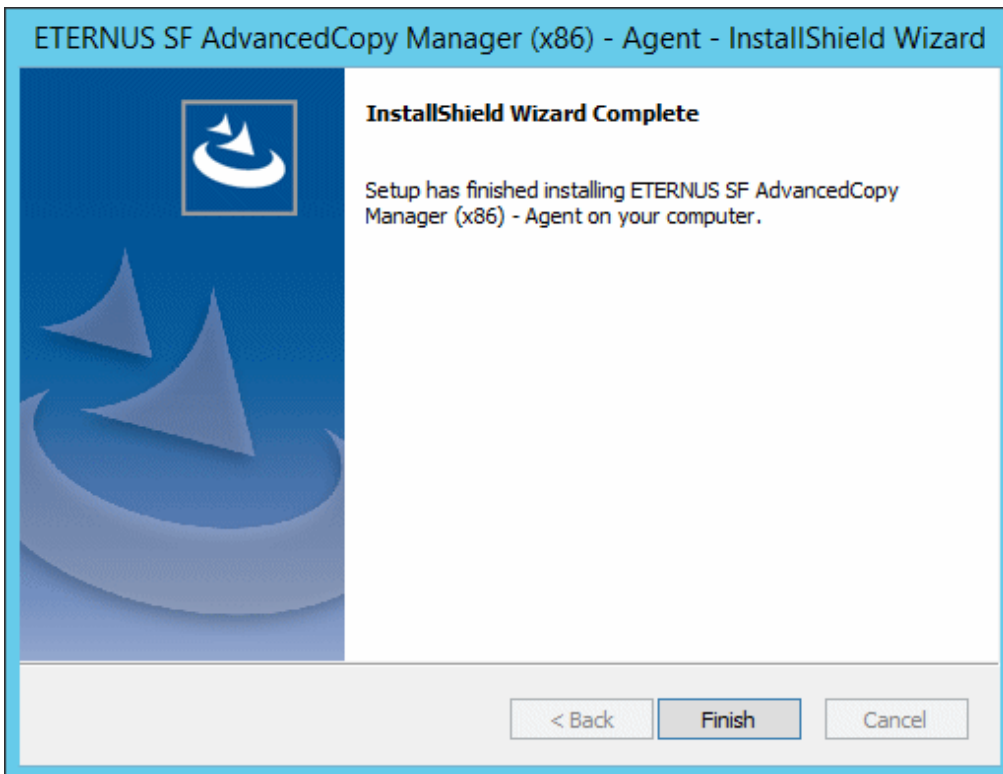 ETERNUS SF AdvancedCopy Manager (x86) - Agent - InstallShield Wizard
InstallShield Wizard Complete
Setup has finished installing ETERNUS SF AdvancedCopy
Manager (x86) - Agent on your computer.
< Back Finish Cancel